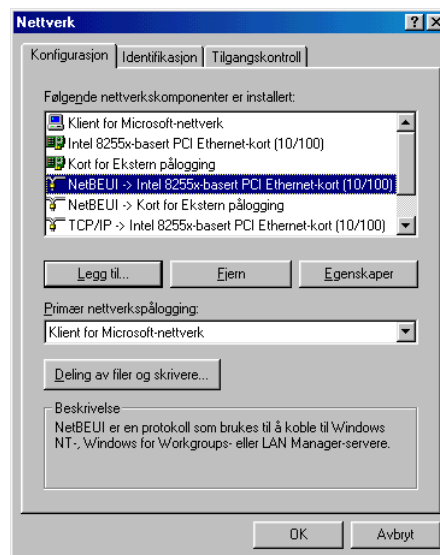 Nettverk
Konfigurasjon Identifikasjon Tilgangskontroll
Følgende nettverkskomponenter er installert:
Klient for Microsoft-nettverk
Intel 8255x-basert PCI Ethernet-kort (10/100)
Kort for Ekstern pålogging
NetBEUI -> Intel 8255x-basert PCI Ethernet-kort (10/100)
NetBEUI -> Kort for Ekstern pålogging
TCP/IP -> Intel 8255x-basert PCI Ethernet-kort (10/100)
Legg til... Fjern Egenskaper
Primær nettverkspålogging:
Klient for Microsoft-nettverk
Deling av filer og skrivere...
Beskrivelse
NetBEUI er en protokoll som brukes til å koble til Windows
NT-, Windows for Workgroups- eller LAN Manager-servere.
OK Avbryt